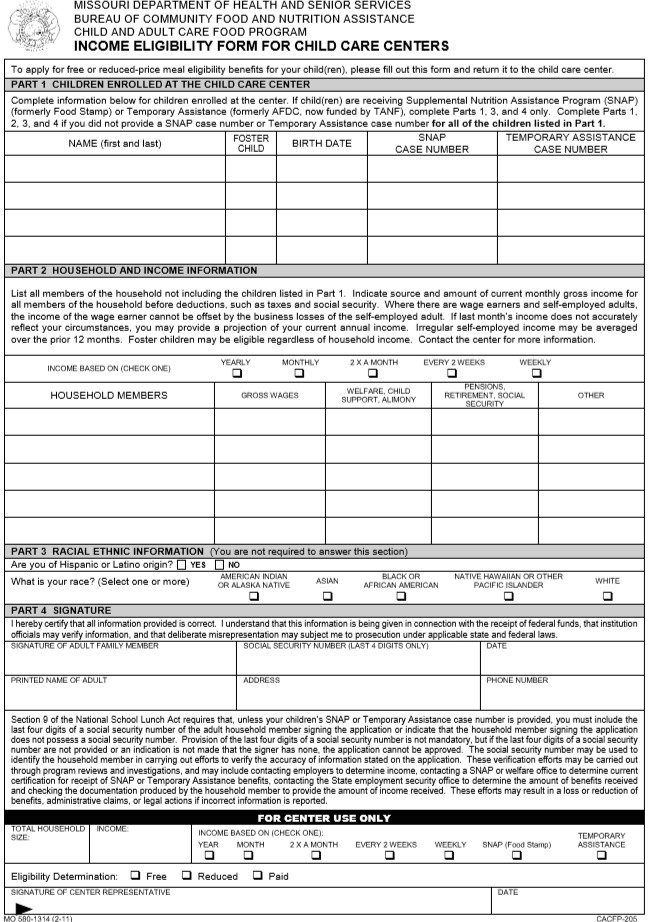 MISSOURI DEPARTMENT OF HEALTH AND SENIOR SERVICES
BUREAU OF COMMUNITY FOOD AND NUTRITION ASSISTANCE
CHILD AND ADULT CARE FOOD PROGRAM
INCOME ELIGIBILITY FORM FOR CHILD CARE CENTERS
To apply for free or reduced-price meal eligibility benefits for your child(ren), please fill out this form and return it to the child care center.
PART 1 CHILDREN ENROLLED AT THE CHILD CARE CENTER
Complete information below for children enrolled at the center. If child(ren) are receiving Supplemental Nutrition Assistance Program (SNAP)
(formerly Food Stamp) or Temporary Assistance (formerly AFDC, now funded by TANF), complete Parts 1, 3, and 4 only. Complete Parts 1,
2, 3, and 4 if you did not provide a SNAP case number or Temporary Assistance case number for all of the children listed in Part 1.
NAME (first and last)
FOSTER
CHILD
BIRTH DATE
SNAP
CASE NUMBER
TEMPORARY ASSISTANCE
CASE NUMBER
PART 2 HOUSEHOLD AND INCOME INFORMATION
List all members of the household not including the children listed in Part 1. Indicate source and amount of current monthly gross income for
all members of the household before deductions, such as taxes and social security. Where there are wage earners and self-employed adults,
the income of the wage earner cannot be offset by the business losses of the self-employed adult. If last month's income does not accurately
reflect your circumstances, you may provide a projection of your current annual income. Irregular self-employed income may be averaged
over the prior 12 months. Foster children may be eligible regardless of household income. Contact the center for more information.
INCOME BASED ON (CHECK ONE)
YEARLY
MONTHLY
2 X A MONTH
EVERY 2 WEEKS
WEEKLY
HOUSEHOLD MEMBERS
GROSS WAGES
WELFARE, CHILD
SUPPORT, ALIMONY
PENSIONS,
RETIREMENT, SOCIAL
SECURITY
OTHER
PART 3 RACIAL ETHNIC INFORMATION (You are not required to answer this section)
Are you of Hispanic or Latino origin? YES NO
What is your race? (Select one or more)
AMERICAN INDIAN
OR ALASKA NATIVE
ASIAN
BLACK OR
AFRICAN AMERICAN
NATIVE HAWAIIAN OR OTHER
PACIFIC ISLANDER
WHITE
PART 4 SIGNATURE
I hereby certify that all information provided is correct. I understand that this information is being given in connection with the receipt of federal funds, that institution
officials may verify information, and that deliberate misrepresentation may subject me to prosecution under applicable state and federal laws.
SIGNATURE OF ADULT FAMILY MEMBER
SOCIAL SECURITY NUMBER (LAST 4 DIGITS ONLY)
DATE
PRINTED NAME OF ADULT
ADDRESS
PHONE NUMBER
Section 9 of the National School Lunch Act requires that, unless your children's SNAP or Temporary Assistance case number is provided, you must include the
last four digits of a social security number of the adult household member signing the application or indicate that the household member signing the application
does not possess a social security number. Provision of the last four digits of a social security number is not mandatory, but if the last four digits of a social security
number are not provided or an indication is not made that the signer has none, the application cannot be approved. The social security number may be used to
identify the household member in carrying out efforts to verify the accuracy of information stated on the application. These verification efforts may be carried out
through program reviews and investigations, and may include contacting employers to determine income, contacting a SNAP or welfare office to determine current
certification for receipt of SNAP or Temporary Assistance benefits, contacting the State employment security office to determine the amount of benefits received
and checking the documentation produced by the household member to provide the amount of income received. These efforts may result in a loss or reduction of
benefits, administrative claims, or legal actions if incorrect information is reported.
FOR CENTER USE ONLY
TOTAL HOUSEHOLD
SIZE:
INCOME:
INCOME BASED ON (CHECK ONE):
YEAR
MONTH
2 X A MONTH
EVERY 2 WEEKS
WEEKLY
SNAP (Food Stamp)
TEMPORARY
ASSISTANCE
Eligibility Determination: Free Reduced Paid
SIGNATURE OF CENTER REPRESENTATIVE
DATE
MO 580-1314 (2-11)
CACFP-205